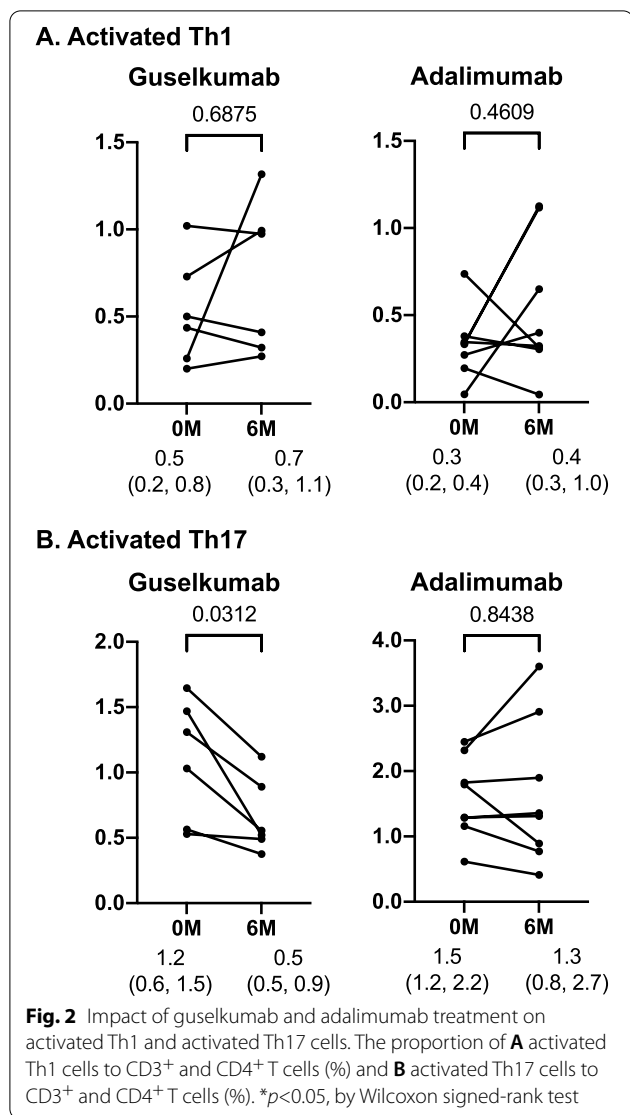 A. Activated Th1
Guselkumab Adalimumab
0.6875 0.4609
1.5 1.5
1.0 1.0
0.5 0.5
0.0 0.0
0M 6M 0M 6M
0.5 0.7 0.3 0.4
(0.2, 0.8) (0.3, 1.1) (0.2, 0.4) (0.3, 1.0)
B. Activated Th17
Guselkumab Adalimumab
0.0312 0.8438
2.0 4.0
1.5 3.0
1.0 2.0
0.5 1.0
0.0 0.0
0M 6M 0M 6M
1.2 0.5 1.5 1.3
(0.6, 1.5) (0.5, 0.9) (1.2, 2.2) (0.8, 2.7)
Fig. 2 Impact of guselkumab and adalimumab treatment on
activated Th1 and activated Th17 cells. The proportion of A activated
Th1 cells to CD3⁺ and CD4⁺ T cells (%) and B activated Th17 cells to
CD3⁺ and CD4⁺ T cells (%). *p<0.05, by Wilcoxon signed-rank test